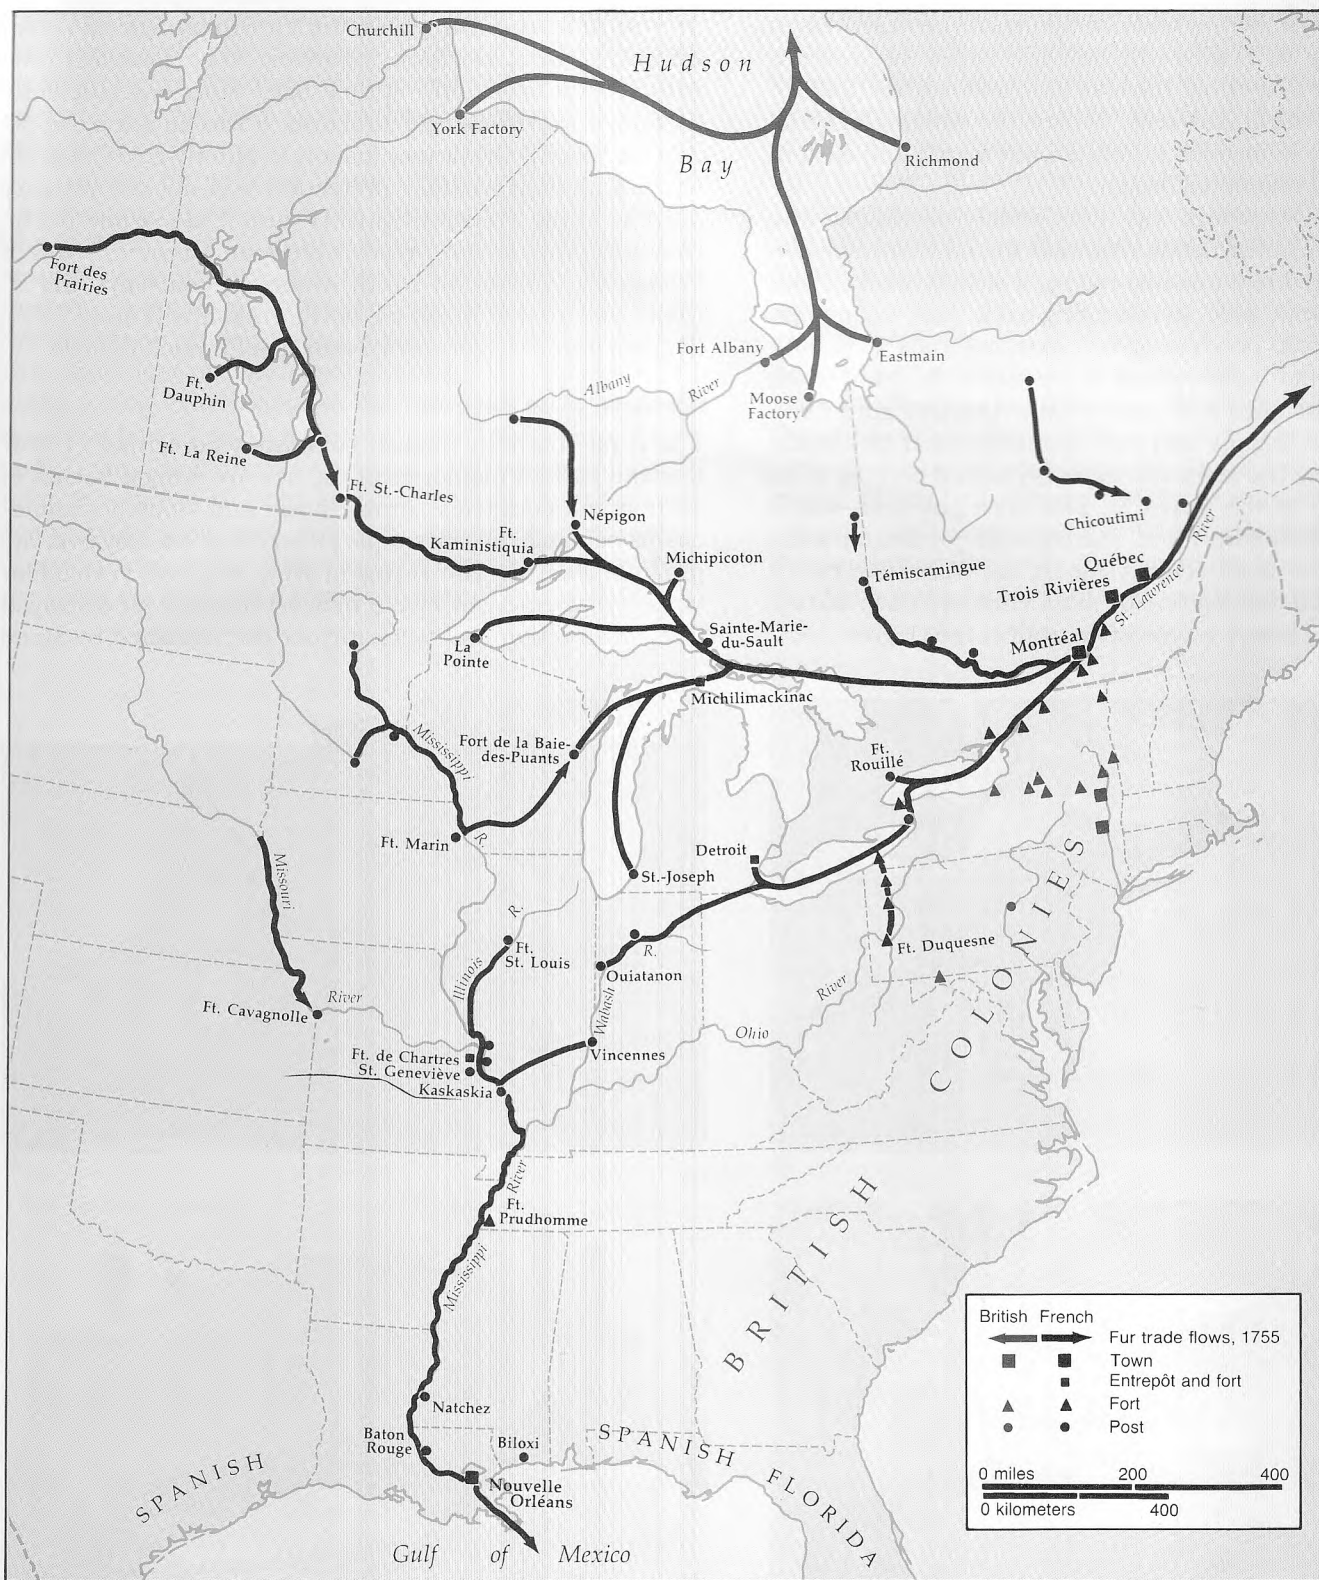 Churchill
Hudson
York Factory
Bay
Richmond
Fort des
Prairies
Fort Albany
Eastmain
Albany
River
Moose
Factory
Ft.
Dauphin
Ft. La Reine
Ft. St.-Charles
Népigon
Chicoutimi
Ft.
Kaministiquia
Michipicoton
Témiscamingue
Québec
River
Trois Rivières
St. Lawrence
Sainte-Marie-
du-Sault
La
Pointe
Montréal
Michilimackinac
Mississippi
Fort de la Baie-
des-Puants
Ft.
Rouillé
Ft. Marin
R.
Detroit
St.-Joseph
Missouri
R.
Ft.
St. Louis
R.
Ft. Duquesne
Illinois
Ouiatanon
River
Ft. Cavagnolle
River
Wabash
Ohio
Ft. de Chartres
St. Geneviève
Vincennes
Kaskaskia
BRITISH COLONIES
River
Ft.
Prudhomme
Mississippi
British French
Fur trade flows, 1755
Town
Entrepôt and fort
Fort
Post
0 miles 200 400
0 kilometers 400
Natchez
Baton
Rouge
Biloxi
SPANISH
SPANISH FLORIDA
Nouvelle
Orléans
Gulf of Mexico